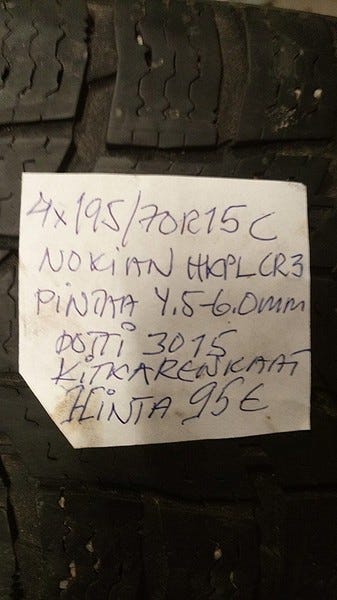 4x195/70R15C
NOKIAN HKPL CR3
PINTAA 4.5-6.0mm
DOTTI 3015
KITKARENKAAT
HINTA 95€